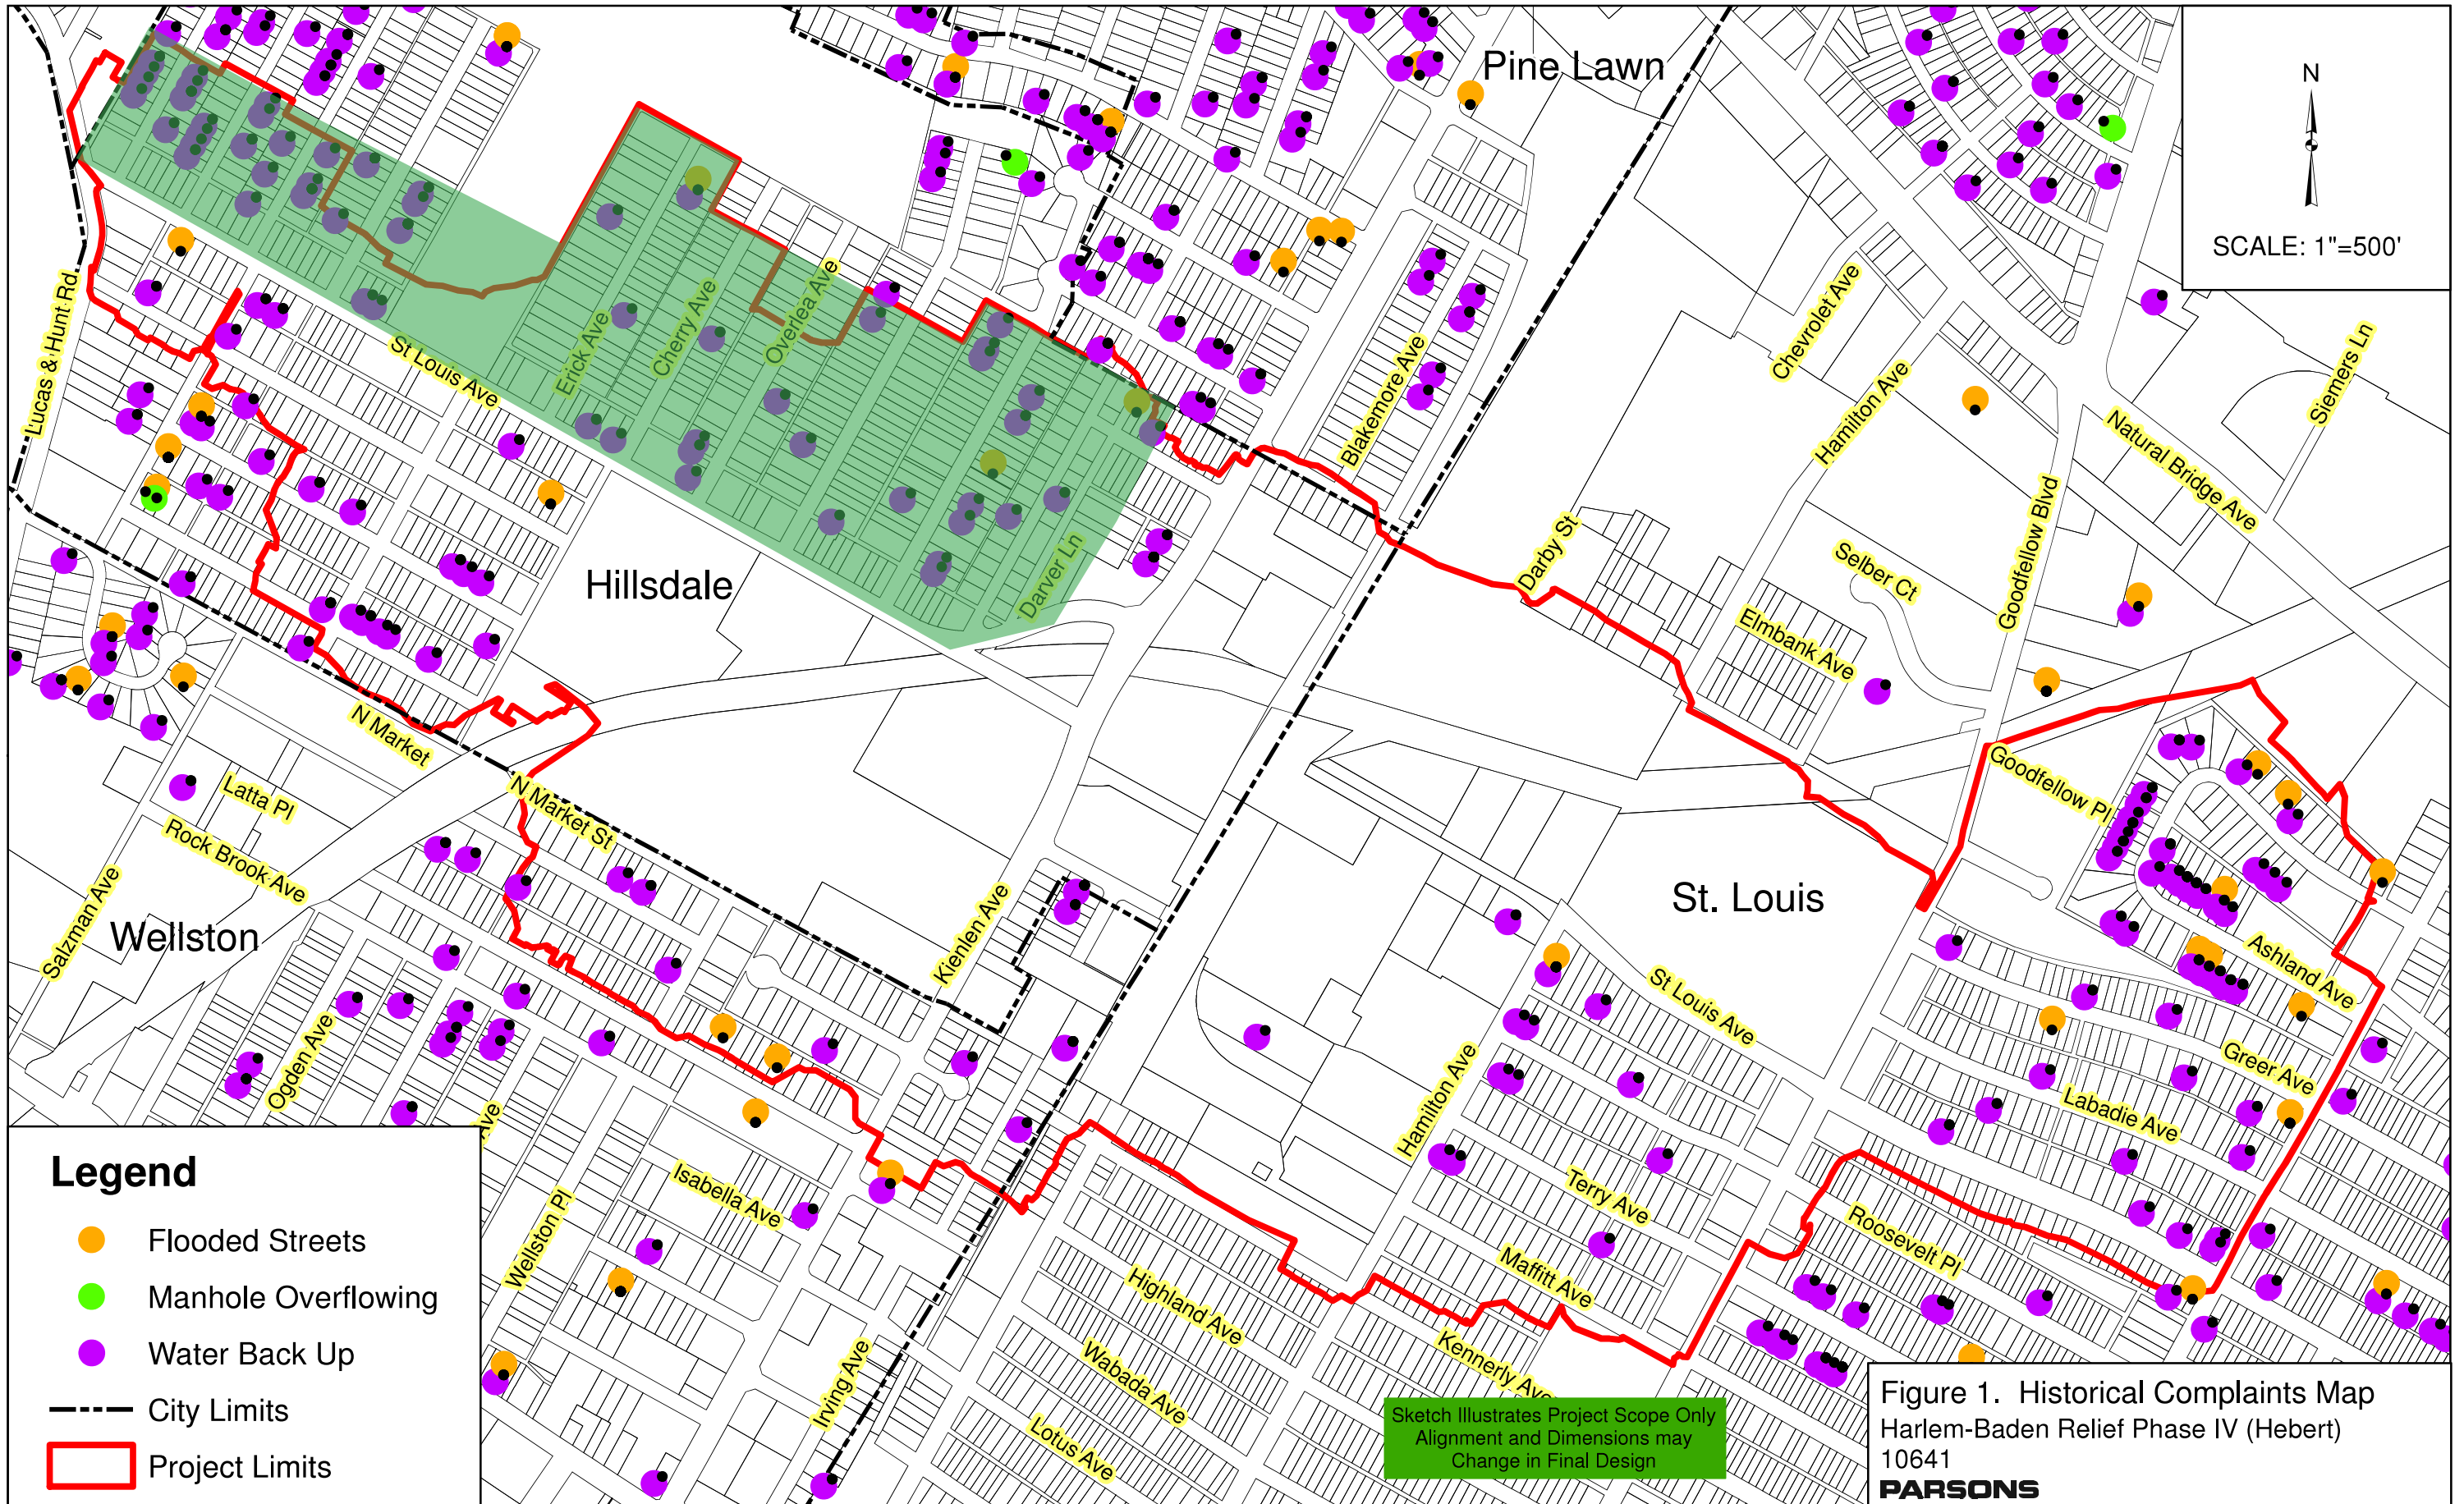 Pine Lawn
N
SCALE: 1"=500'
Lucas & Hunt Rd
St Louis Ave
Erick Ave
Cherry Ave
Overlea Ave
Blakemore Ave
Chevrolet Ave
Hamilton Ave
Siemers Ln
Natural Bridge Ave
Goodfellow Blvd
Darby St
Selber Ct
Elmbank Ave
Hillsdale
Darver Ln
N Market
Latta Pl
N Market St
Rock Brook Ave
Salzman Ave
Wellston
Kienlen Ave
St. Louis
Goodfellow Pl
Ashland Ave
St Louis Ave
Greer Ave
Labadie Ave
Ogden Ave
Ave
Hamilton Ave
Isabella Ave
Wellston Pl
Terry Ave
Roosevelt Pl
Maffitt Ave
Highland Ave
Kennerly Ave
Wabada Ave
Irving Ave
Lotus Ave
Legend
Flooded Streets
Manhole Overflowing
Water Back Up
City Limits
Project Limits
Sketch Illustrates Project Scope Only
Alignment and Dimensions may
Change in Final Design
Figure 1. Historical Complaints Map
Harlem-Baden Relief Phase IV (Hebert)
10641
PARSONS